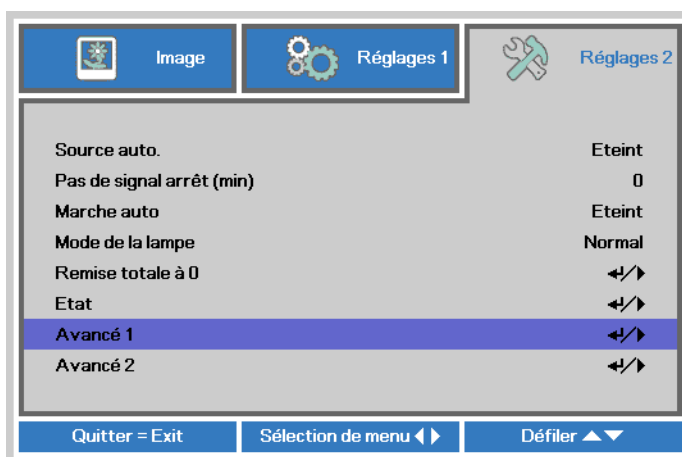 Image Réglages 1 Réglages 2
Source auto. Eteint
Pas de signal arrêt (min) 0
Marche auto Eteint
Mode de la lampe Normal
Remise totale à 0
Etat
Avancé 1
Avancé 2
Quitter = Exit Sélection de menu Défiler